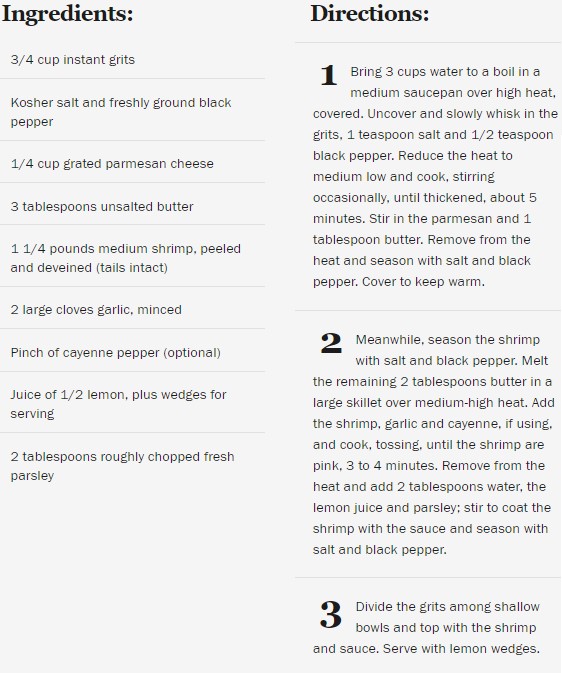 Ingredients:
3/4 cup instant grits
Kosher salt and freshly ground black
pepper
1/4 cup grated parmesan cheese
3 tablespoons unsalted butter
1 1/4 pounds medium shrimp, peeled
and deveined (tails intact)
2 large cloves garlic, minced
Pinch of cayenne pepper (optional)
Juice of 1/2 lemon, plus wedges for
serving
2 tablespoons roughly chopped fresh
parsley
Directions:
1 Bring 3 cups water to a boil in a
medium saucepan over high heat,
covered. Uncover and slowly whisk in the
grits, 1 teaspoon salt and 1/2 teaspoon
black pepper. Reduce the heat to
medium low and cook, stirring
occasionally, until thickened, about 5
minutes. Stir in the parmesan and 1
tablespoon butter. Remove from the
heat and season with salt and black
pepper. Cover to keep warm.
2 Meanwhile, season the shrimp
with salt and black pepper. Melt
the remaining 2 tablespoons butter in a
large skillet over medium-high heat. Add
the shrimp, garlic and cayenne, if using,
and cook, tossing, until the shrimp are
pink, 3 to 4 minutes. Remove from the
heat and add 2 tablespoons water, the
lemon juice and parsley; stir to coat the
shrimp with the sauce and season with
salt and black pepper.
3 Divide the grits among shallow
bowls and top with the shrimp
and sauce. Serve with lemon wedges.